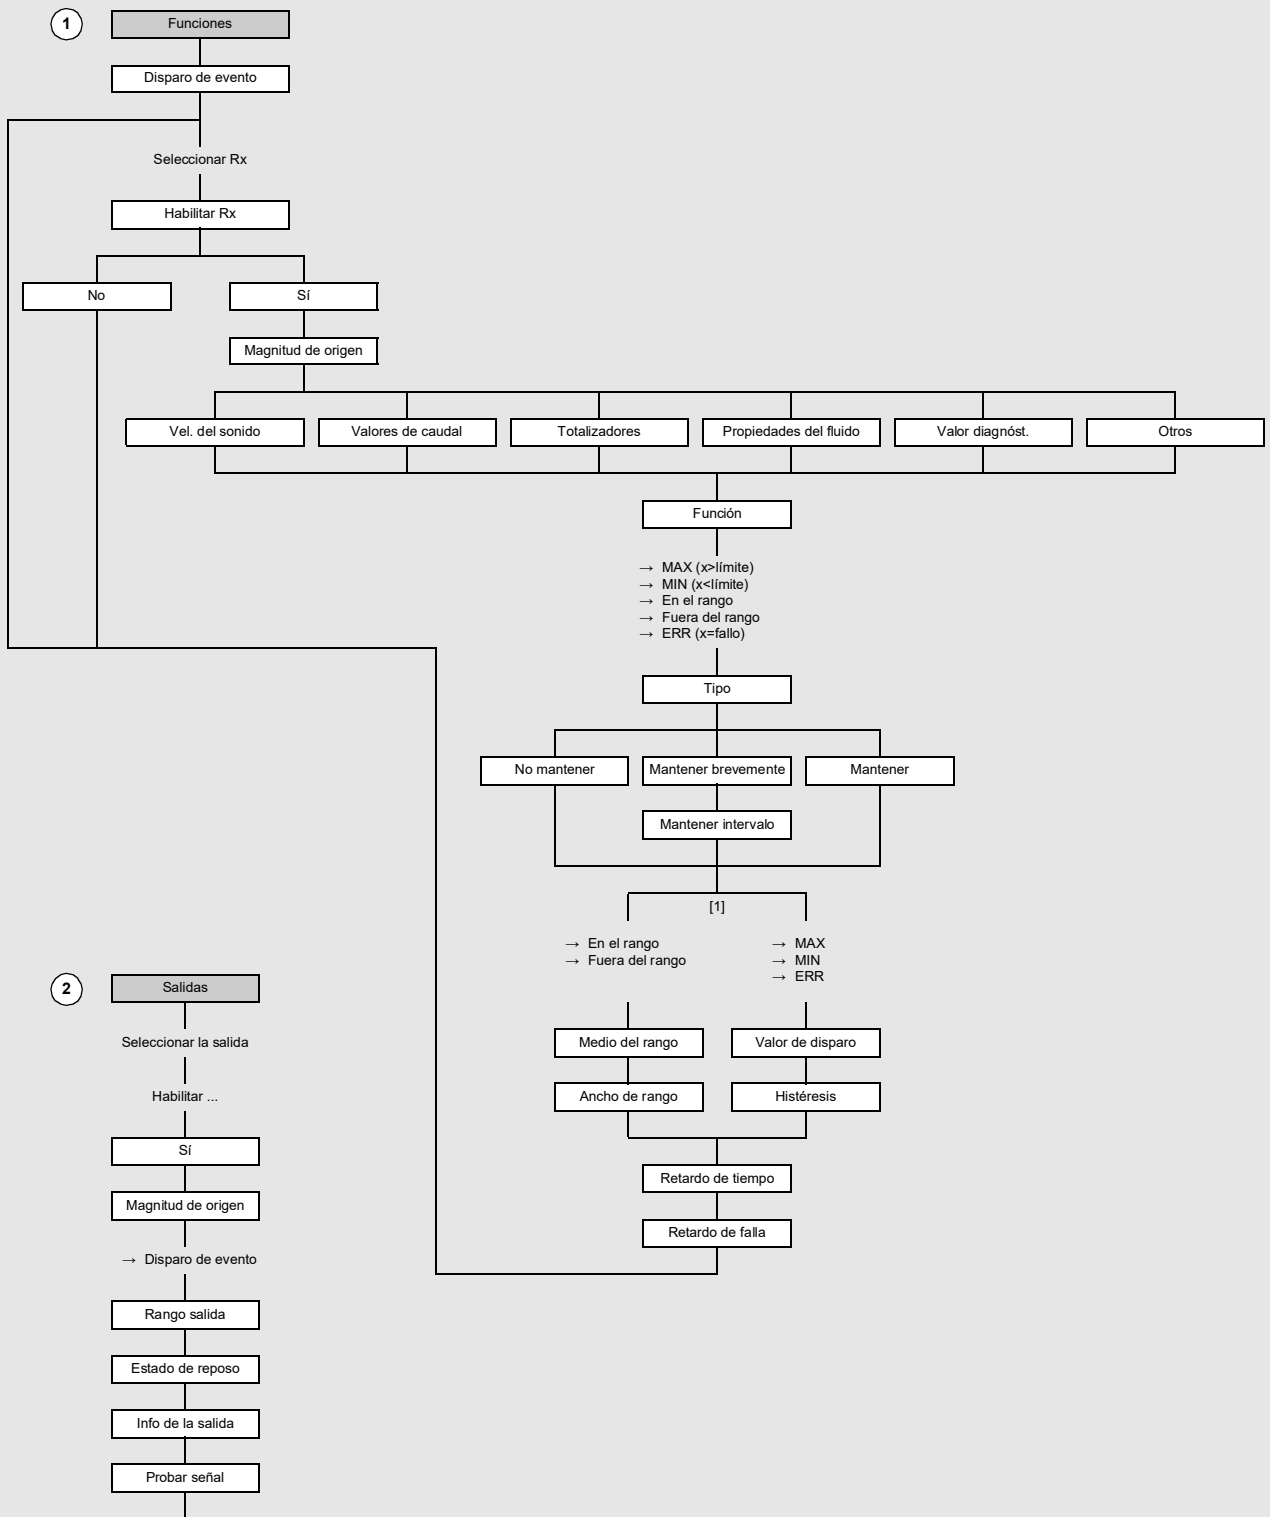 1
Funciones
Disparo de evento
Seleccionar Rx
Habilitar Rx
No
Sí
Magnitud de origen
Vel. del sonido
Valores de caudal
Totalizadores
Propiedades del fluido
Valor diagnóst.
Otros
Función
→ MAX (x>límite)
→ MIN (x<límite)
→ En el rango
→ Fuera del rango
→ ERR (x=fallo)
Tipo
No mantener
Mantener brevemente
Mantener
Mantener intervalo
[1]
→ En el rango
→ Fuera del rango
→ MAX
→ MIN
→ ERR
Medio del rango
Valor de disparo
Ancho de rango
Histéresis
Retardo de tiempo
Retardo de falla
2
Salidas
Seleccionar la salida
Habilitar ...
Sí
Magnitud de origen
→ Disparo de evento
Rango salida
Estado de reposo
Info de la salida
Probar señal